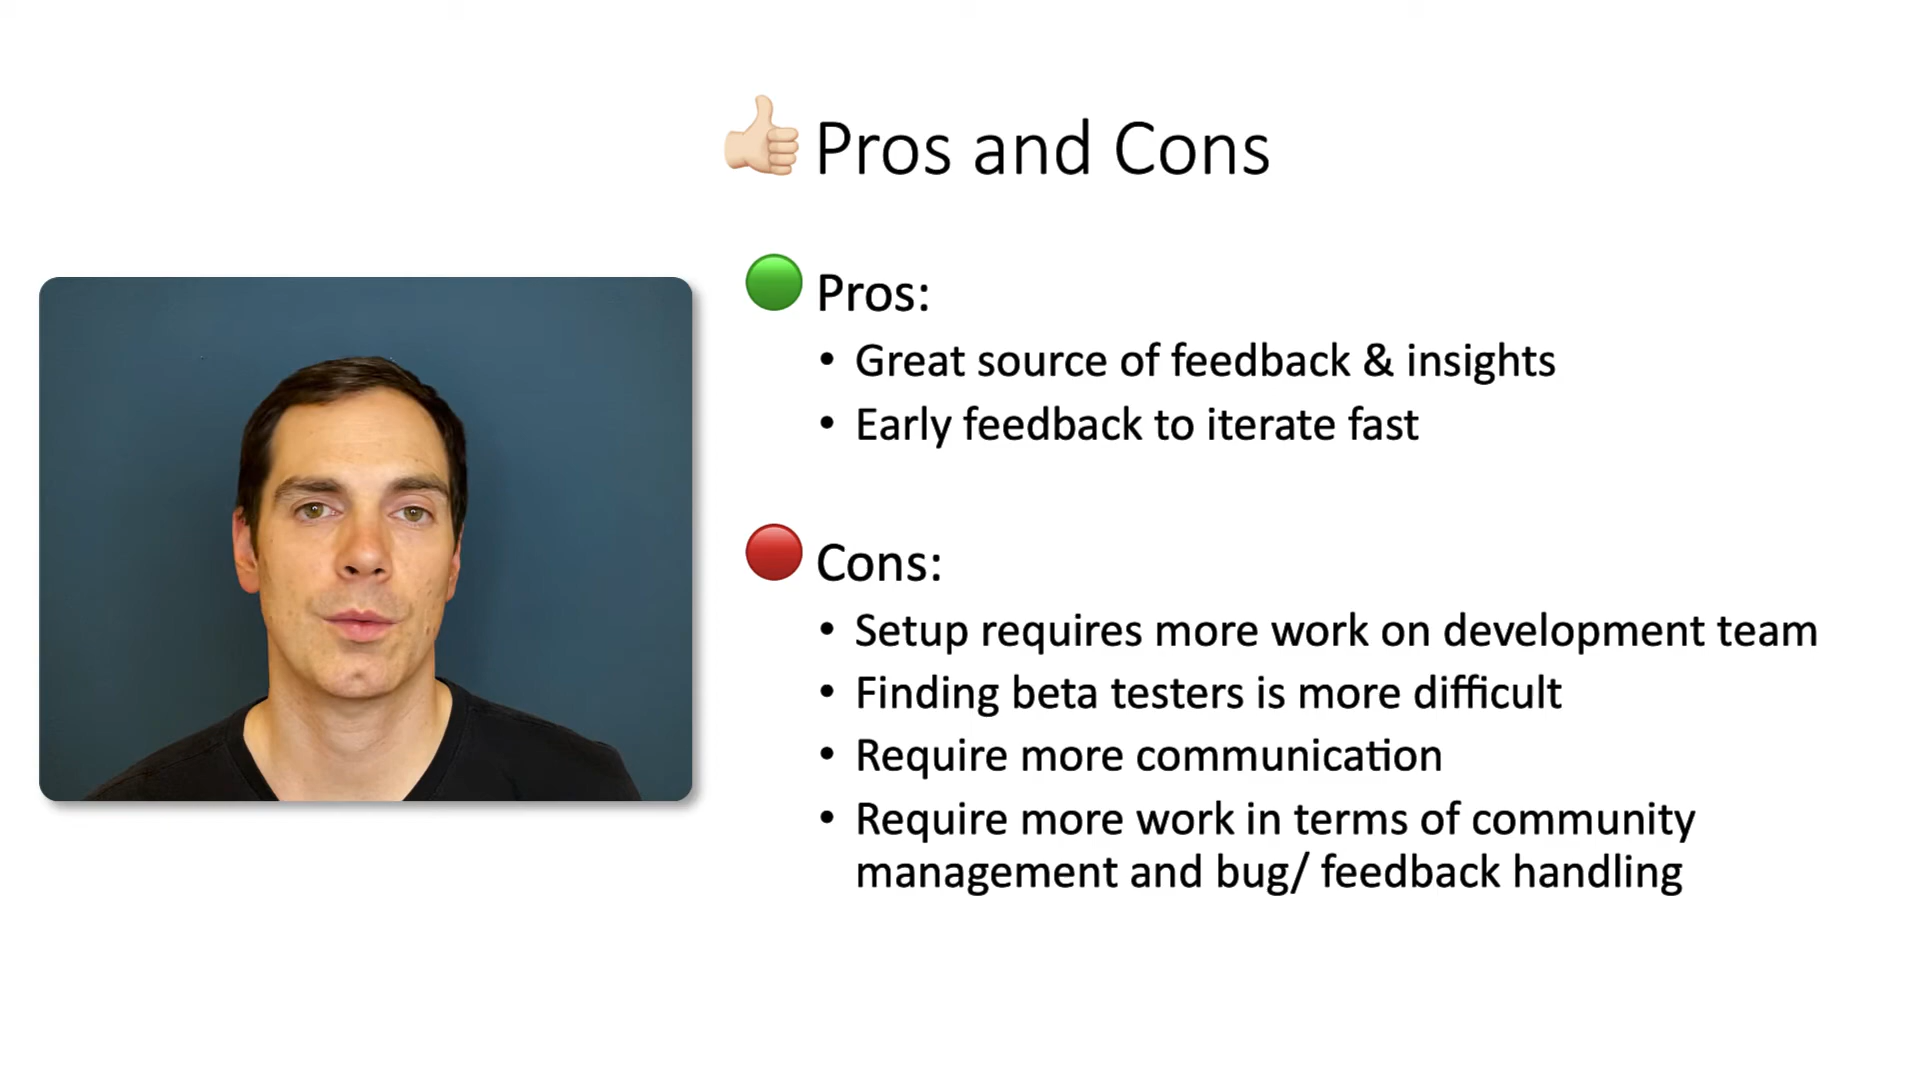 👍🏻 Pros and Cons
🟢 Pros:
• Great source of feedback & insights
• Early feedback to iterate fast
🔴 Cons:
• Setup requires more work on development team
• Finding beta testers is more difficult
• Require more communication
• Require more work in terms of community
management and bug/ feedback handling